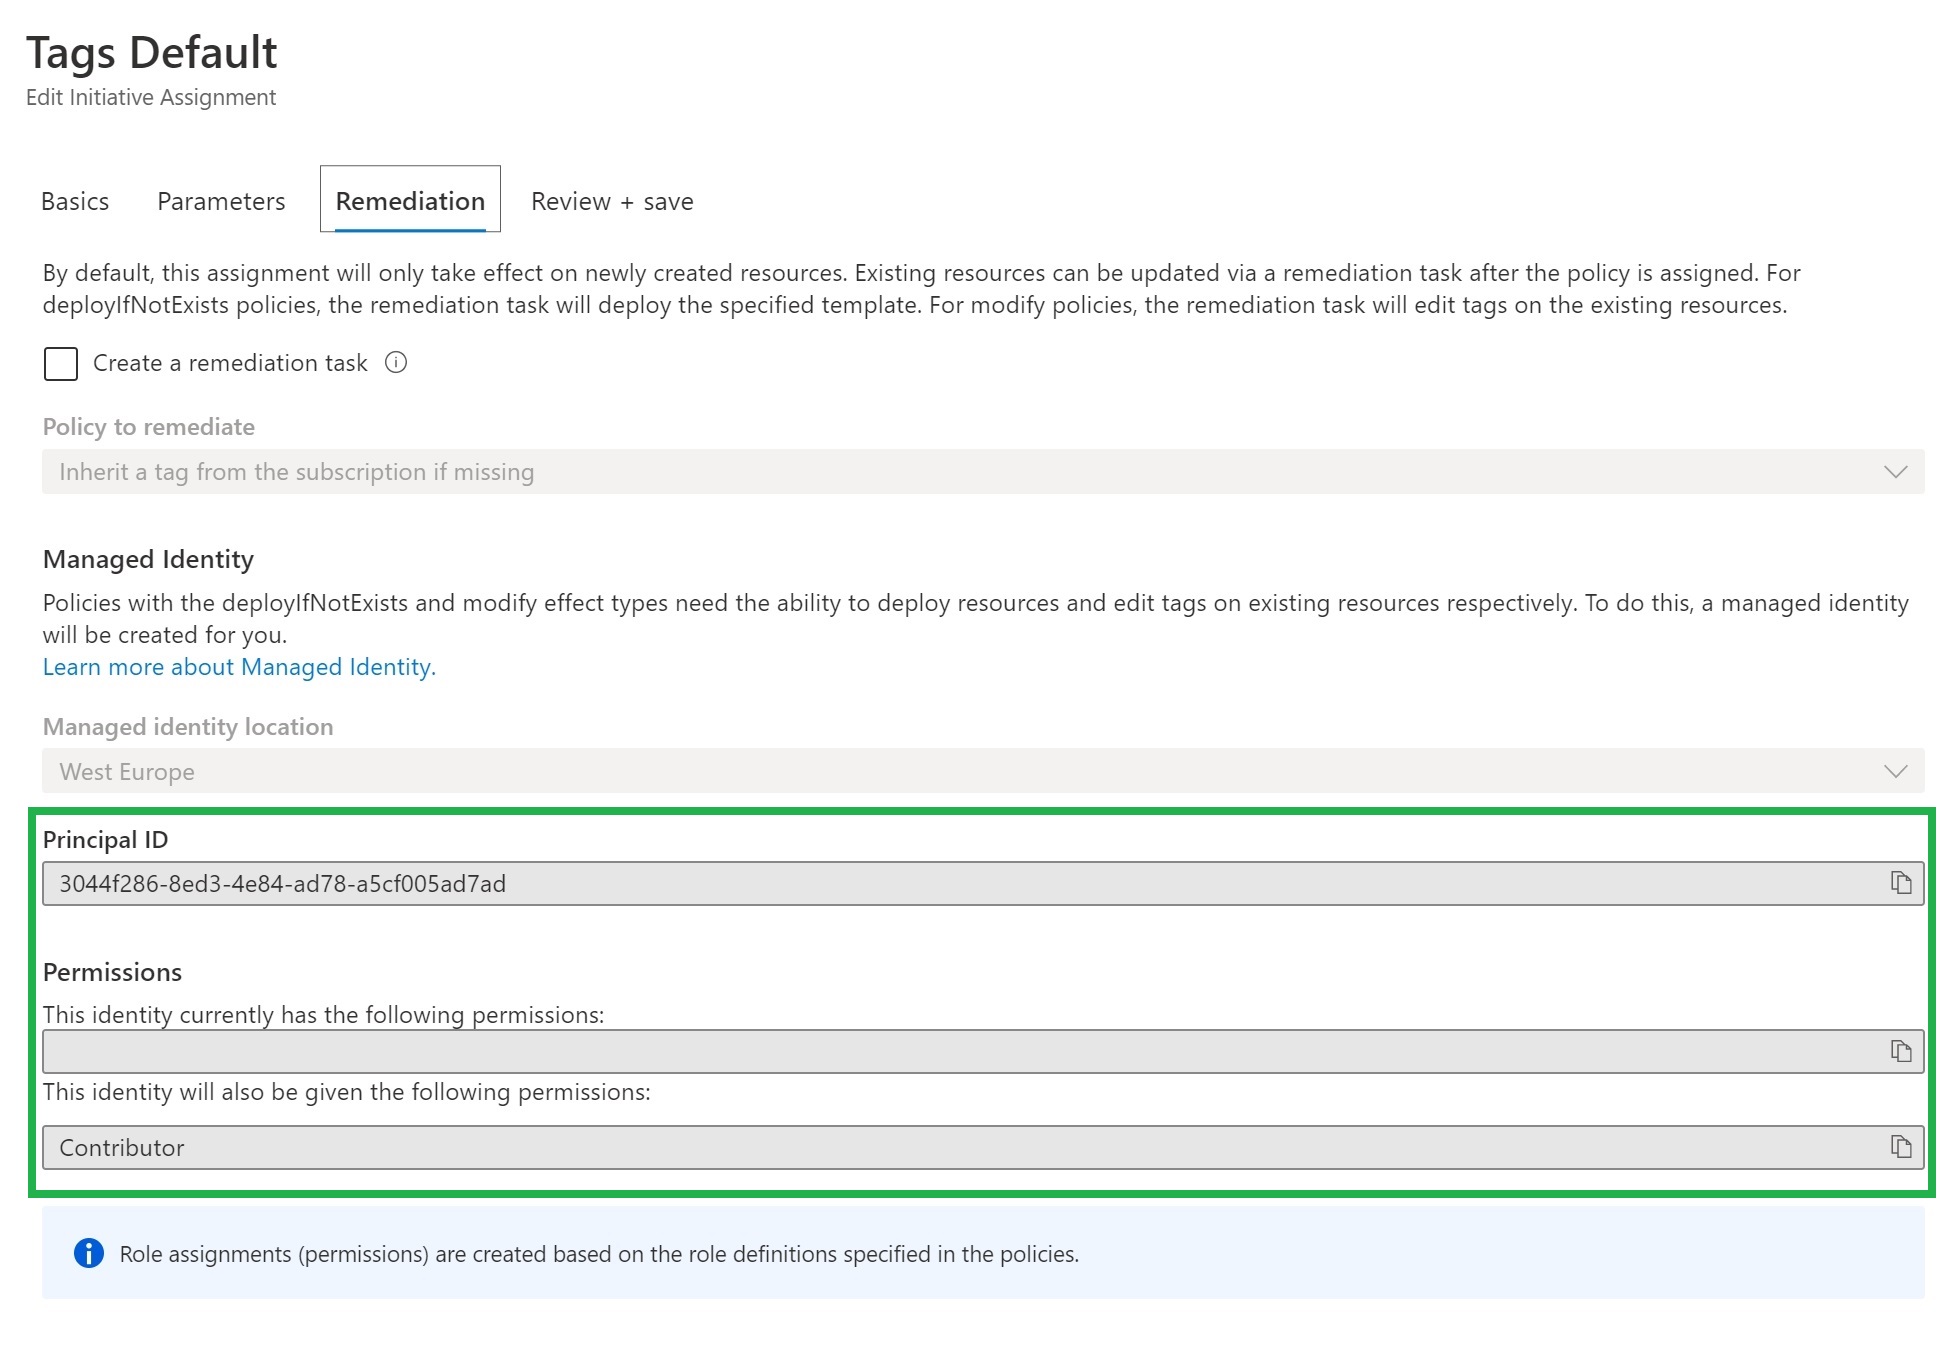 Tags Default
Edit Initiative Assignment
Basics
Parameters
Remediation
Review + save
By default, this assignment will only take effect on newly created resources. Existing resources can be updated via a remediation task after the policy is assigned. For
deployIfNotExists policies, the remediation task will deploy the specified template. For modify policies, the remediation task will edit tags on the existing resources.
Create a remediation task
Policy to remediate
Inherit a tag from the subscription if missing
Managed Identity
Policies with the deployIfNotExists and modify effect types need the ability to deploy resources and edit tags on existing resources respectively. To do this, a managed identity
will be created for you.
Learn more about Managed Identity.
Managed identity location
West Europe
Principal ID
3044f286-8ed3-4e84-ad78-a5cf005ad7ad
Permissions
This identity currently has the following permissions:
This identity will also be given the following permissions:
Contributor
Role assignments (permissions) are created based on the role definitions specified in the policies.